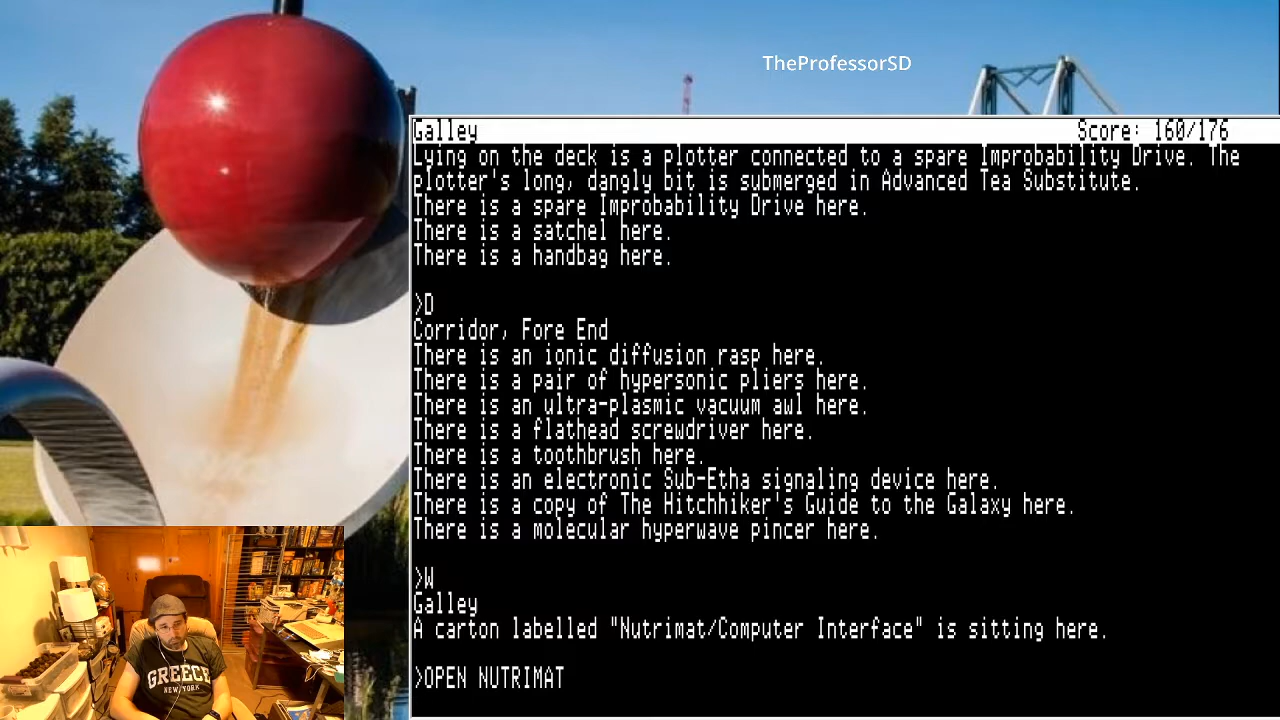 TheProfessorSD
Galley Score: 160/176
Lying on the deck is a plotter connected to a spare Improbability Drive. The
plotter's long, dangly bit is submerged in Advanced Tea Substitute.
There is a spare Improbability Drive here.
There is a satchel here.
There is a handbag here.
>D
Corridor, Fore End
There is an ionic diffusion rasp here.
There is a pair of hypersonic pliers here.
There is an ultra-plasmic vacuum awl here.
There is a flathead screwdriver here.
There is a toothbrush here.
There is an electronic Sub-Etha signaling device here.
There is a copy of The Hitchhiker's Guide to the Galaxy here.
There is a molecular hyperwave pincer here.
>W
Galley
A carton labelled "Nutrimat/Computer Interface" is sitting here.
>OPEN NUTRIMAT
GREECE
NEW YORK